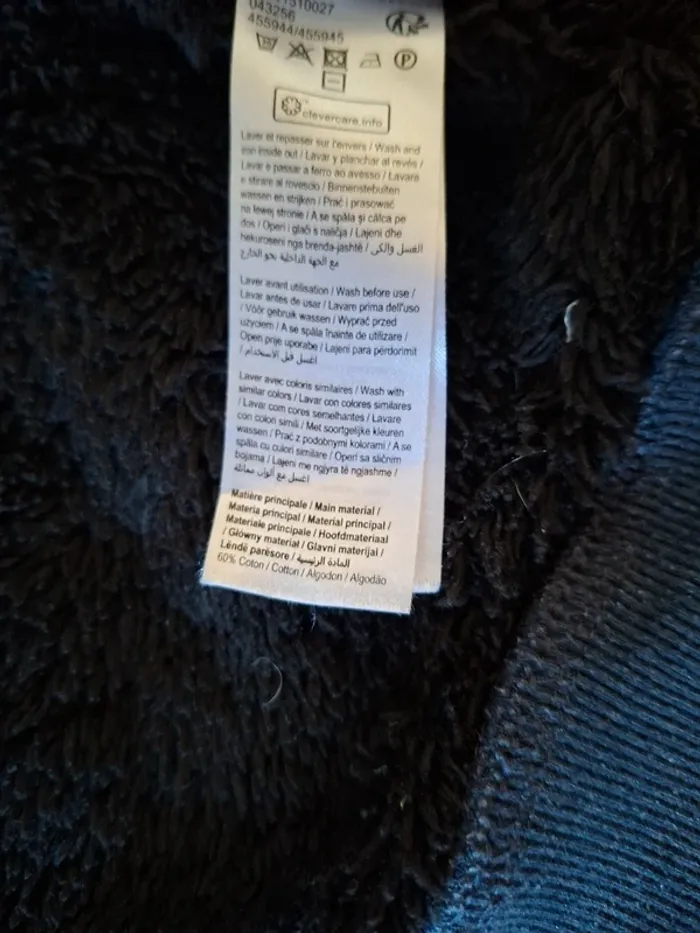 043256
455944/455945
P
clevercare.info
Laver et repasser sur l'envers / Wash and
iron inside out / Lavar y planchar al revés /
Lavar e passar a ferro ao avesso / Lavare
e stirare al rovescio / Binnenstebuiten
wassen en strijken / Prać i prasować
na lewej stronie / A se spăla și călca pe
dos / Operi i glači s naličja / Lajeni dhe
hekuroseni nga brenda-jashtë / الغسل والكي
مع الجهة الداخلية نحو الخارج
Laver avant utilisation / Wash before use /
Lavar antes de usar / Lavare prima dell'uso
/ Vóór gebruik wassen / Wyprać przed
użyciem / A se spăla înainte de utilizare /
Operi prije uporabe / Lajeni para përdorimit
/ اغسل قبل الاستخدام
Laver avec coloris similaires / Wash with
similar colors / Lavar con colores similares
/ Lavar com cores semelhantes / Lavare
con colori simili / Met soortgelijke kleuren
wassen / Prać z podobnymi kolorami / A se
spăla cu culori similare / Operi sa sličnim
bojama / Lajeni me ngjyra të ngjashme /
اغسل مع ألوان مماثلة
Matière principale / Main material /
Materia principal / Material principal /
Materiale principale / Hoofdmateriaal
/ Główny materiał / Glavni materijal /
Lëndë parësore / المادة الرئيسية
60% Coton / Cotton / Algodon / Algodão